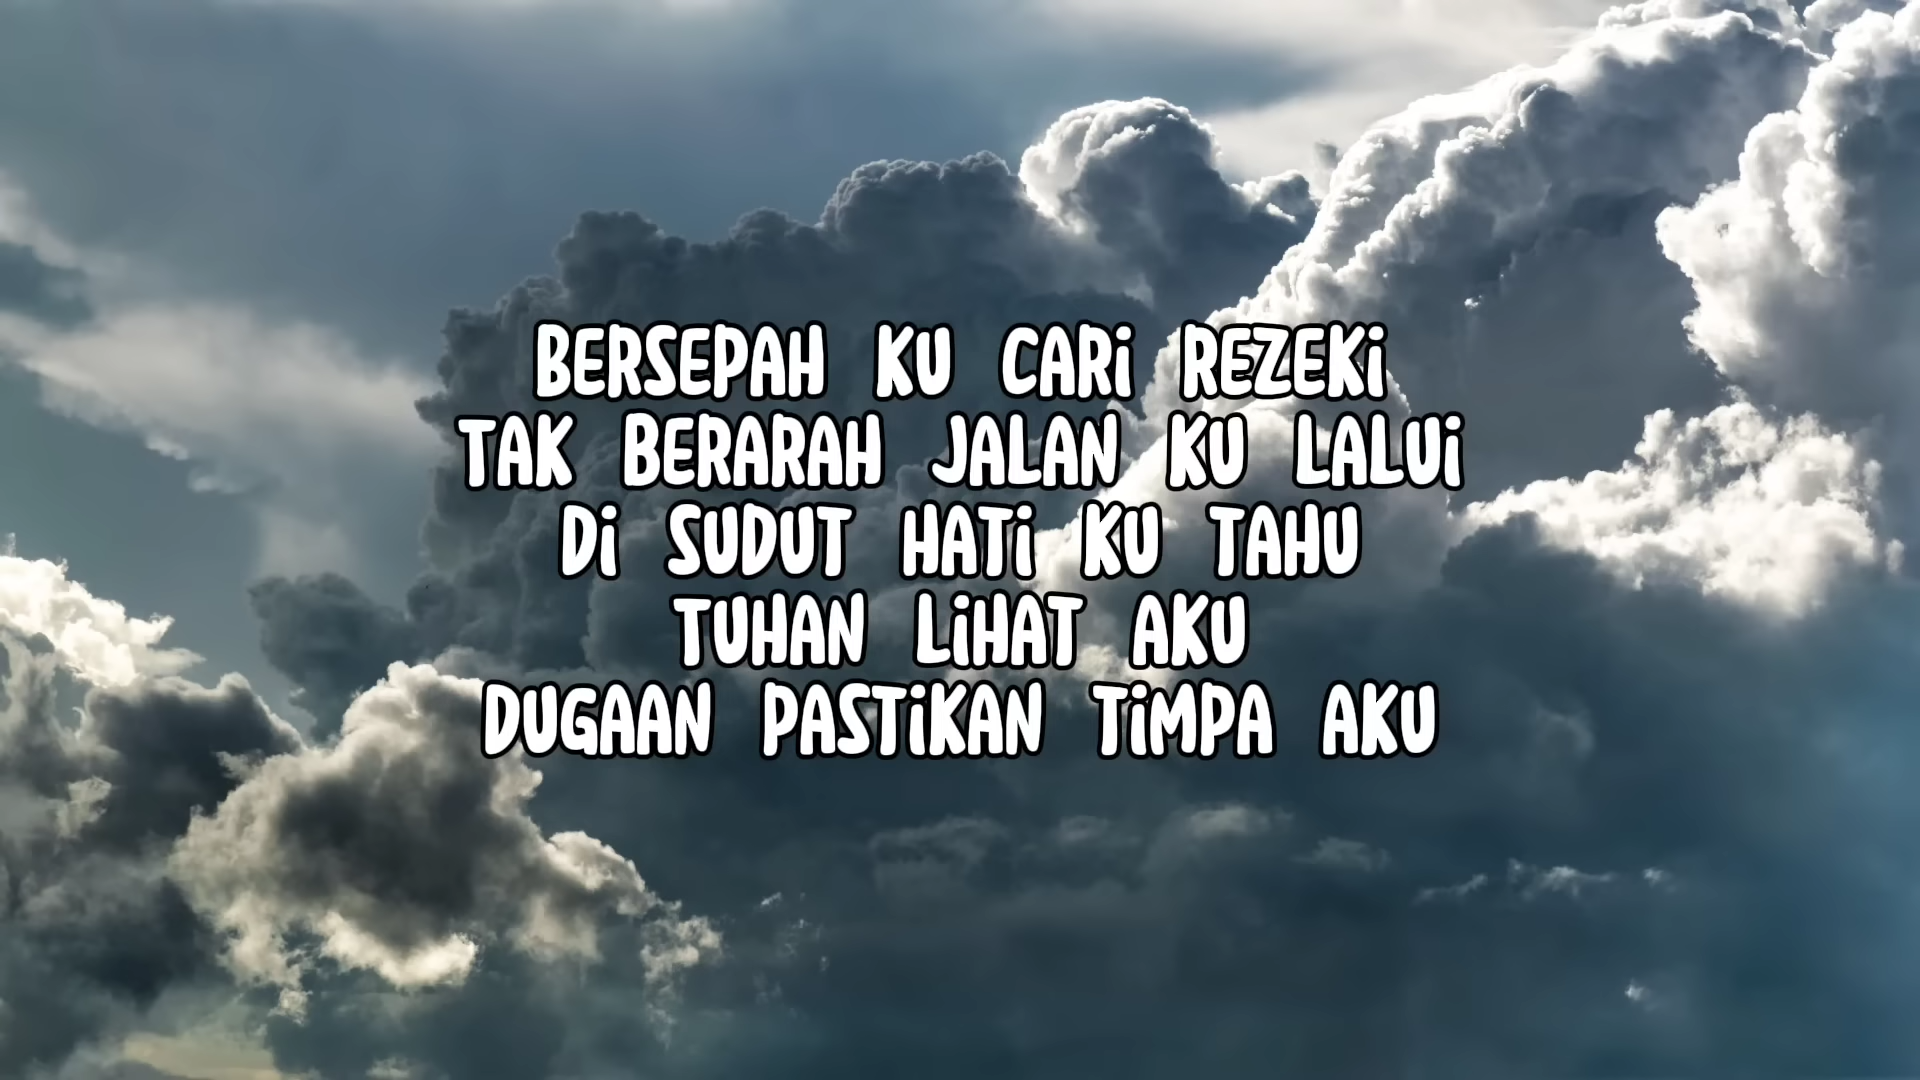 BERSEPAH KU CARi REZEKi
TAK BERARAH JALAN KU LALUi
Di SUDUT HATi KU TAHU
TUHAN LiHAT AKU
DUGAAN PASTiKAN TiMPA AKU